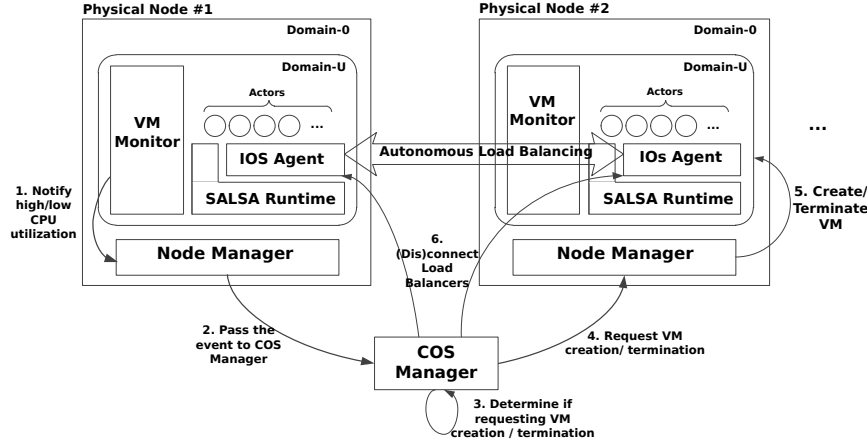 Physical Node #1
Domain-0
Domain-U
VM
Monitor
Actors
...
IOS Agent
SALSA Runtime
Node Manager
Physical Node #2
Domain-0
Domain-U
VM
Monitor
Actors
...
IOs Agent
SALSA Runtime
Node Manager
...
Autonomous Load Balancing
1. Notify
high/low
CPU
utilization
2. Pass the
event to COS
Manager
COS
Manager
3. Determine if
requesting VM
creation / termination
4. Request VM
creation/ termination
5. Create/
Terminate
VM
6.
(Dis)connect
Load
Balancers